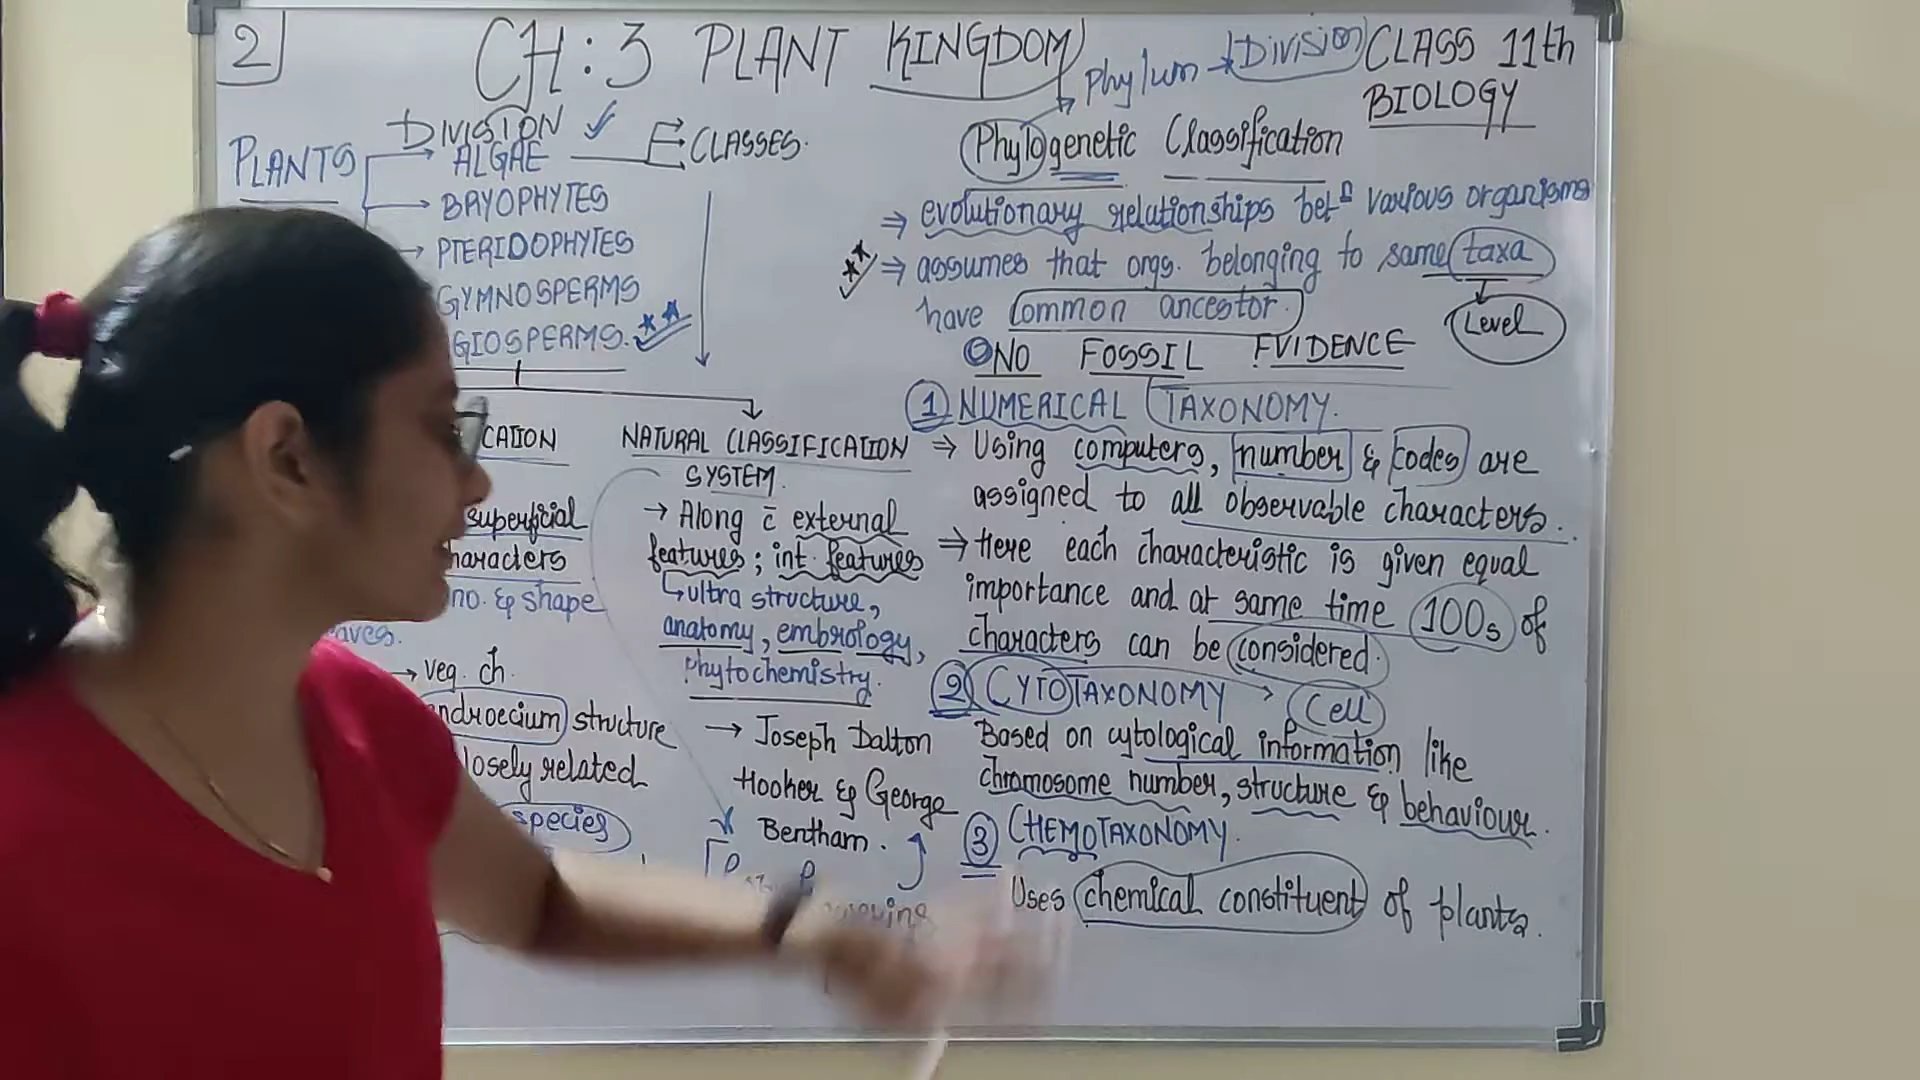 2
CH : 3 PLANT KINGDOM
CLASS 11th
BIOLOGY
Phylum → Division
DIVISION
PLANTS
ALGAE
CLASSES.
BRYOPHYTES
PTERIDOPHYTES
GYMNOSPERMS
GIOSPERMS.
CATION
superficial
haracters
no. & shape
aves.
→ veg. ch.
androecium structure
losely related
species
NATURAL CLASSIFICATION
SYSTEM.
→ Along c̄ external
features; int. features
ultra structure,
anatomy, embrology,
phytochemistry.
→ Joseph Dalton
Hooker & George
Bentham.
Phylogenetic Classification
⇒ evolutionary relationships betⁿ various organisms
⇒ assumes that orgs. belonging to same taxa
have common ancestor.
Level
NO FOSSIL EVIDENCE
1 NUMERICAL TAXONOMY.
⇒ Using computers, number & codes are
assigned to all observable characters.
⇒ Here each characteristic is given equal
importance and at same time 100s of
characters can be considered.
2 CYTOTAXONOMY → Cell
Based on cytological information like
chromosome number, structure & behaviour.
3 CHEMOTAXONOMY.
Uses chemical constituent of plants.